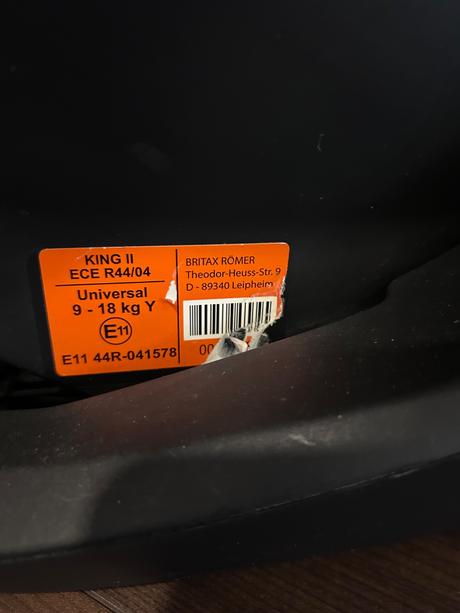 KING II
ECE R44/04
Universal
9 - 18 kg Y
E11
E11 44R-041578
BRITAX RÖMER
Theodor-Heuss-Str. 9
D - 89340 Leipheim
00